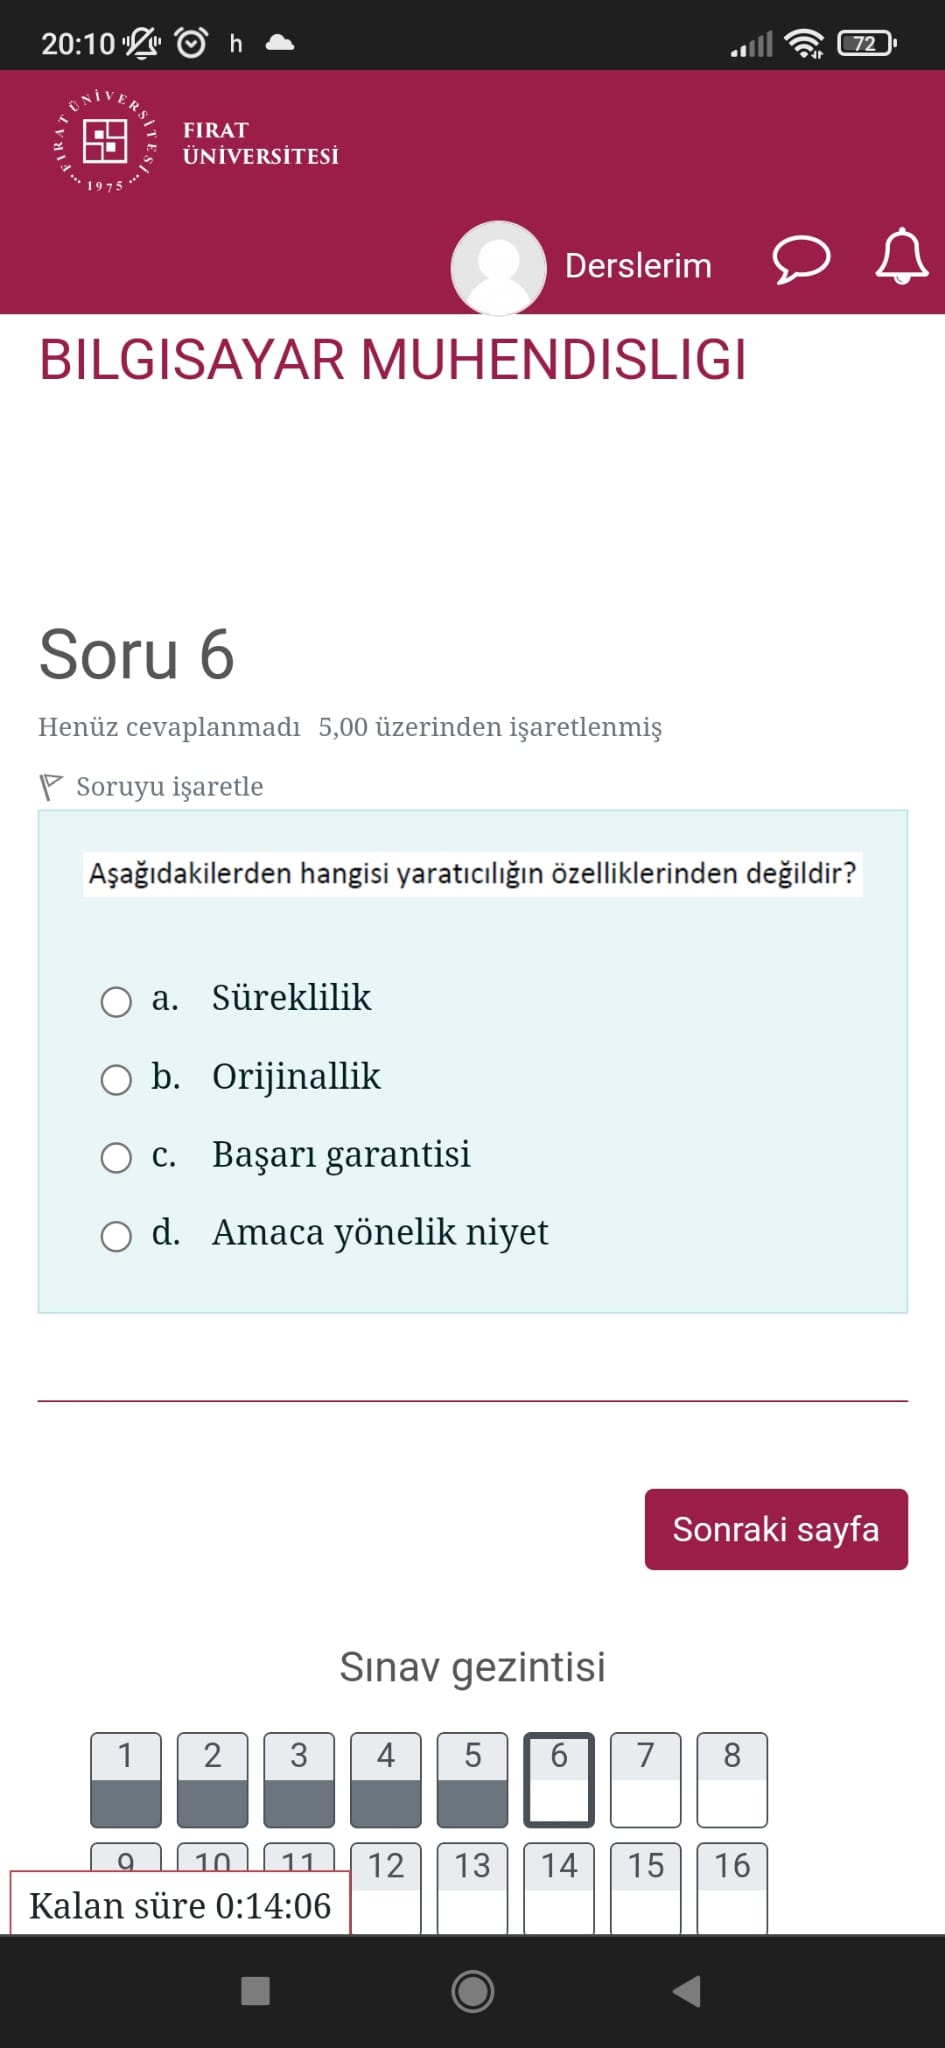 20:10 h 72
FIRAT ÜNİVERSİTESİ 1975
FIRAT
ÜNİVERSİTESİ
Derslerim
BILGISAYAR MUHENDISLIGI
Soru 6
Henüz cevaplanmadı 5,00 üzerinden işaretlenmiş
Soruyu işaretle
Aşağıdakilerden hangisi yaratıcılığın özelliklerinden değildir?
a. Süreklilik
b. Orijinallik
c. Başarı garantisi
d. Amaca yönelik niyet
Sonraki sayfa
Sınav gezintisi
1 2 3 4 5 6 7 8
9 10 11 12 13 14 15 16
Kalan süre 0:14:06